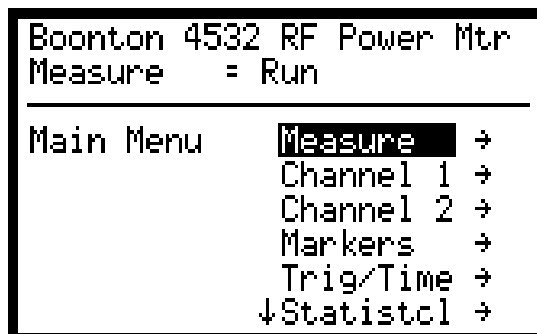 Boonton 4532 RF Power Mtr
Measure = Run
Main Menu Measure →
Channel 1 →
Channel 2 →
Markers →
Trig/Time →
↓Statistcl →